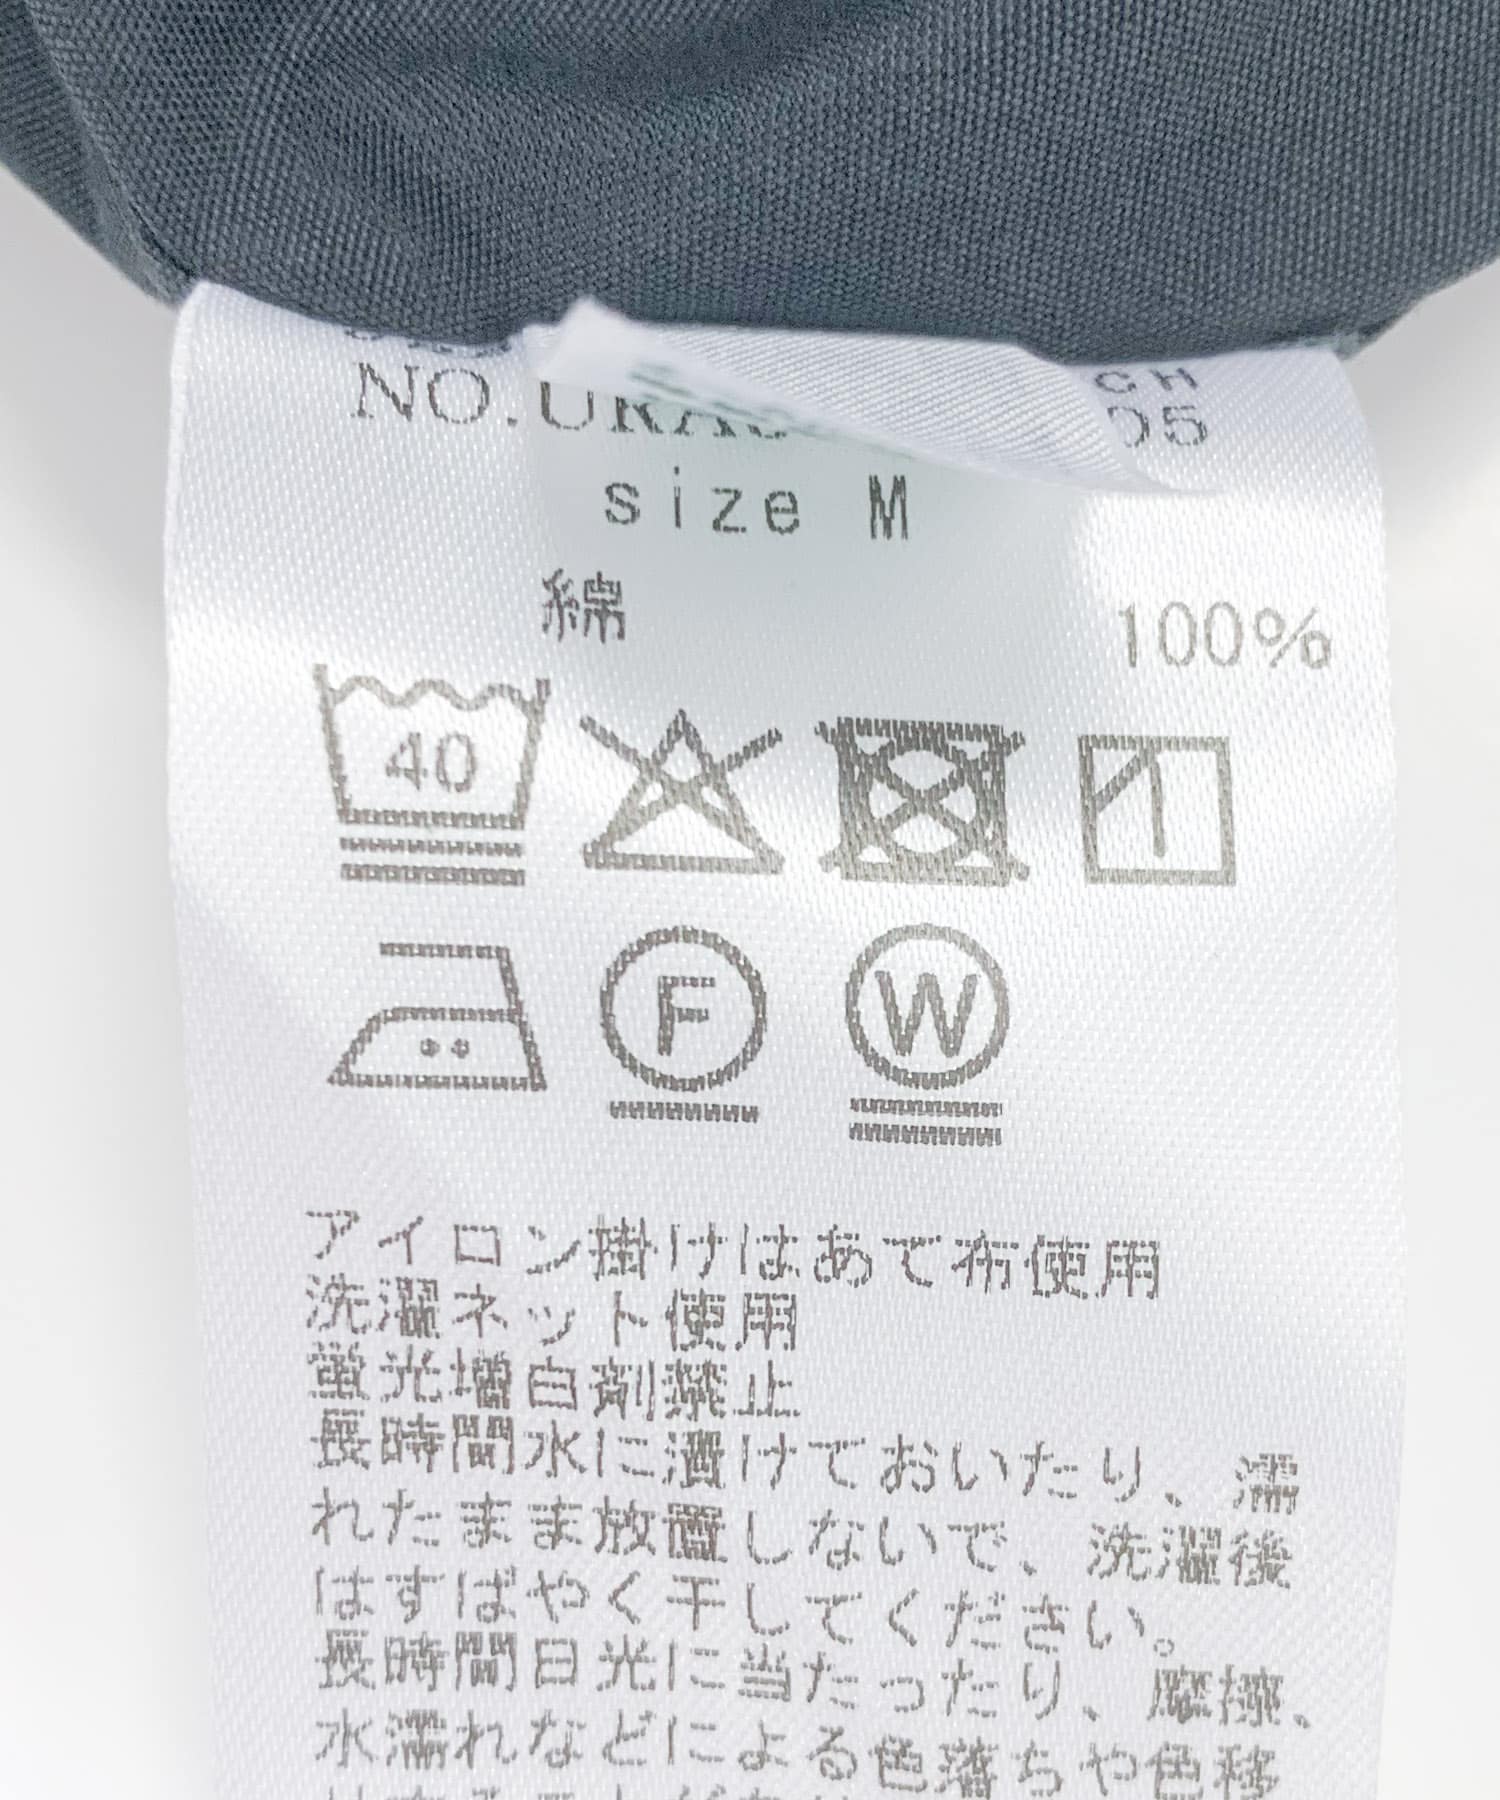 CH
NO.URA
05
size M
綿 100%
40
F
W
アイロン掛けはあて布使用
洗濯ネット使用
蛍光増白剤禁止
長時間水に漬けておいたり、濡
れたまま放置しないで、洗濯後
はすばやく干してください。
長時間日光に当たったり、摩擦、
水濡れなどによる色落ちや色移